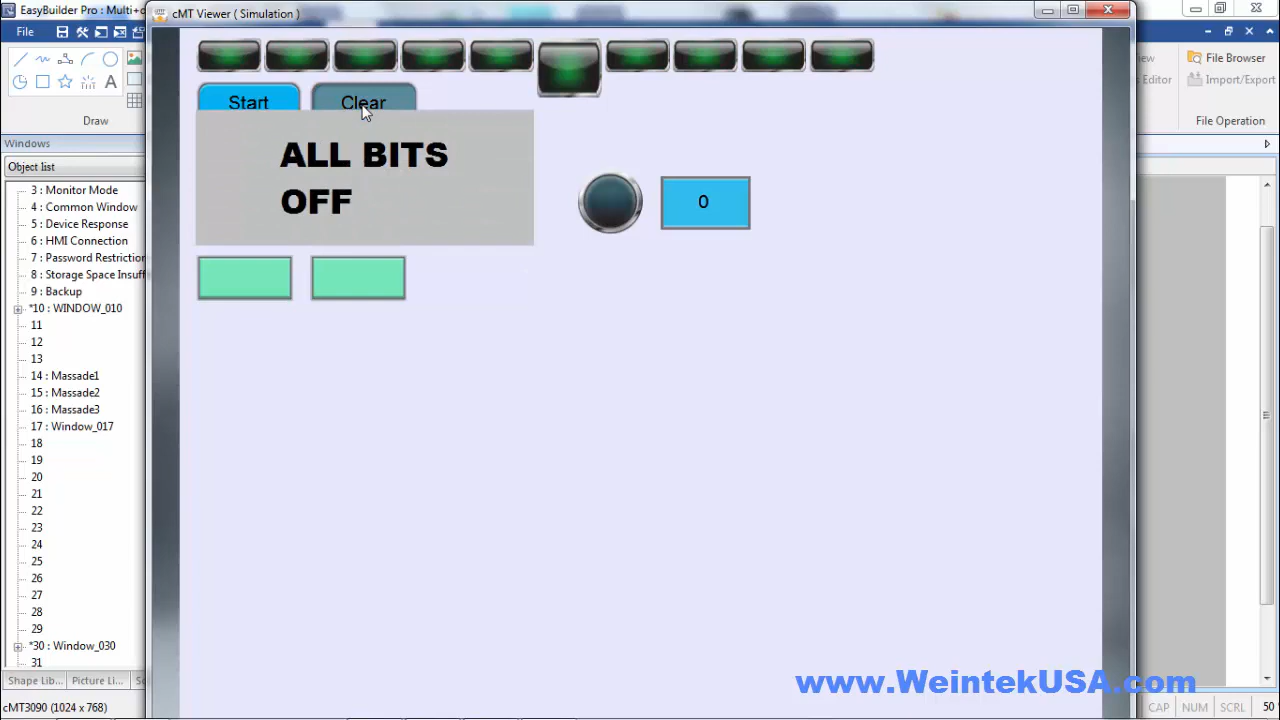 EasyBuilder Pro : Multi+c
cMT Viewer ( Simulation )
File
Draw
Windows
Object list
3 : Monitor Mode
4 : Common Window
5 : Device Response
6 : HMI Connection
7 : Password Restriction
8 : Storage Space Insuff
9 : Backup
*10 : WINDOW_010
11
12
13
14 : Massade1
15 : Massade2
16 : Massade3
17 : Window_017
18
19
20
21
22
23
24
25
26
27
28
29
*30 : Window_030
31
Shape Lib...
Picture Li...
cMT3090 (1024 x 768)
Start
Clear
ALL BITS
OFF
0
File Browser
Editor
Import/Export
File Operation
www.WeintekUSA.com
CAP
NUM
SCRL
50